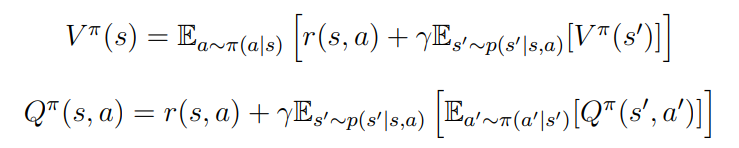 V^π(s) = 𝔼_{a∼π(a|s)} [r(s, a) + γ𝔼_{s′∼p(s′|s,a)}[V^π(s′)]]
Q^π(s, a) = r(s, a) + γ𝔼_{s′∼p(s′|s,a)} [𝔼_{a′∼π(a′|s′)}[Q^π(s′, a′)]]